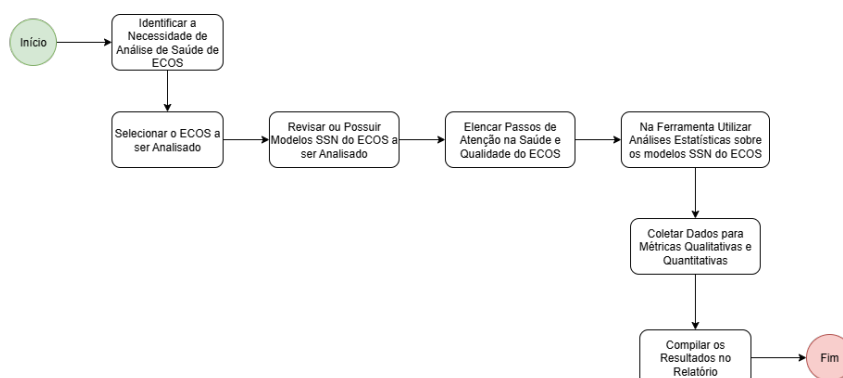 Início
Identificar a
Necessidade de
Análise de Saúde de
ECOS
Selecionar o ECOS a
ser Analisado
Revisar ou Possuir
Modelos SSN do ECOS a
ser Analisado
Elencar Passos de
Atenção na Saúde e
Qualidade do ECOS
Na Ferramenta Utilizar
Análises Estatísticas sobre
os modelos SSN do ECOS
Coletar Dados para
Métricas Qualitativas e
Quantitativas
Compilar os
Resultados no
Relatório
Fim